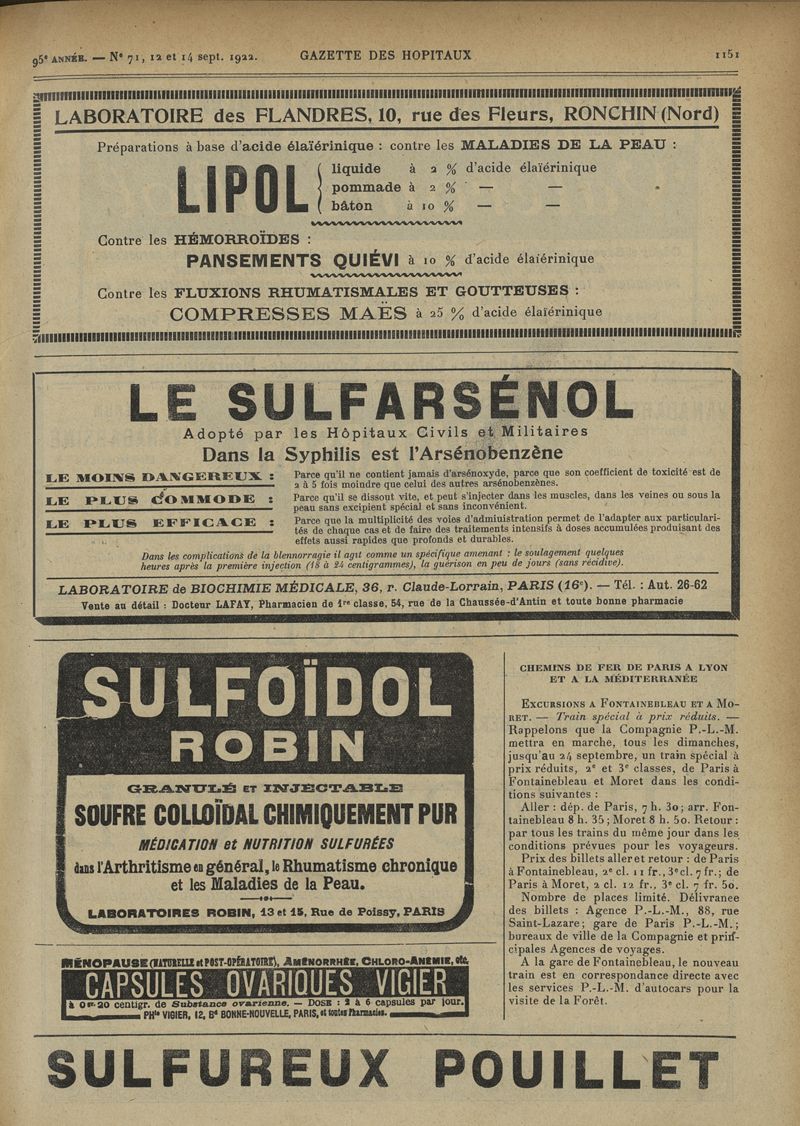 95e ANNÉE. — N° 71, 12 et 14 sept. 1922. GAZETTE DES HOPITAUX 1151
LABORATOIRE des FLANDRES, 10, rue des Fleurs, RONCHIN (Nord)
Préparations à base d'acide élaïérinique : contre les MALADIES DE LA PEAU :
LIPOL
liquide à 2 % d'acide élaïérinique
pommade à 2 % — —
bâton à 10 % — —
Contre les HÉMORROÏDES :
PANSEMENTS QUIÉVI à 10 % d'acide élaïérinique
Contre les FLUXIONS RHUMATISMALES ET GOUTTEUSES :
COMPRESSES MAËS à 25 % d'acide élaïérinique
LE SULFARSÉNOL
Adopté par les Hôpitaux Civils et Militaires
Dans la Syphilis est l'Arsénobenzène
LE MOINS DANGEREUX : Parce qu'il ne contient jamais d'arsénoxyde, parce que son coefficient de toxicité est de
2 à 5 fois moindre que celui des autres arsénobenzènes.
LE PLUS COMMODE : Parce qu'il se dissout vite, et peut s'injecter dans les muscles, dans les veines ou sous la
peau sans excipient spécial et sans inconvénient.
LE PLUS EFFICACE : Parce que la multiplicité des voies d'administration permet de l'adapter aux particulari-
tés de chaque cas et de faire des traitements intensifs à doses accumulées produisant des
effets aussi rapides que profonds et durables.
Dans les complications de la blennorragie il agit comme un spécifique amenant : le soulagement quelques
heures après la première injection (18 à 24 centigrammes), la guérison en peu de jours (sans récidive).
LABORATOIRE de BIOCHIMIE MÉDICALE, 36, r. Claude-Lorrain, PARIS (16e). — Tél. : Aut. 26-62
Vente au détail : Docteur LAFAY, Pharmacien de 1re classe, 54, rue de la Chaussée-d'Antin et toute bonne pharmacie
SULFOÏDOL
ROBIN
GRANULÉ ET INJECTABLE
SOUFRE COLLOÏDAL CHIMIQUEMENT PUR
MÉDICATION et NUTRITION SULFURÉES
dans l'Arthritisme en général, le Rhumatisme chronique
et les Maladies de la Peau.
LABORATOIRES ROBIN, 13 et 15, Rue de Poissy, PARIS
MÉNOPAUSE (NATURELLE et POST-OPÉRATOIRE), AMÉNORRHÉE, CHLORO-ANÉMIE, etc.
CAPSULES OVARIQUES VIGIER
à 0gr.20 centigr. de Substance ovarienne. — DOSE : 2 à 6 capsules par jour.
PHie VIGIER, 12, Bd BONNE-NOUVELLE, PARIS, et toutes Pharmacies.
CHEMINS DE FER DE PARIS A LYON
ET A LA MÉDITERRANÉE
EXCURSIONS A FONTAINEBLEAU ET A MO-
RET. — Train spécial à prix réduits. —
Rappelons que la Compagnie P.-L.-M.
mettra en marche, tous les dimanches,
jusqu'au 24 septembre, un train spécial à
prix réduits, 2e et 3e classes, de Paris à
Fontainebleau et Moret dans les condi-
tions suivantes :
Aller : dép. de Paris, 7 h. 30 ; arr. Fon-
tainebleau 8 h. 35 ; Moret 8 h. 50. Retour :
par tous les trains du même jour dans les
conditions prévues pour les voyageurs.
Prix des billets aller et retour : de Paris
à Fontainebleau, 2e cl. 11 fr., 3e cl. 7 fr.; de
Paris à Moret, 2 cl. 12 fr., 3e cl. 7 fr. 50.
Nombre de places limité. Délivranee
des billets : Agence P.-L.-M., 88, rue
Saint-Lazare ; gare de Paris P.-L.-M. ;
bureaux de ville de la Compagnie et prin-
cipales Agences de voyages.
A la gare de Fontainebleau, le nouveau
train est en correspondance directe avec
les services P.-L.-M. d'autocars pour la
visite de la Forêt.
SULFUREUX POUILLET